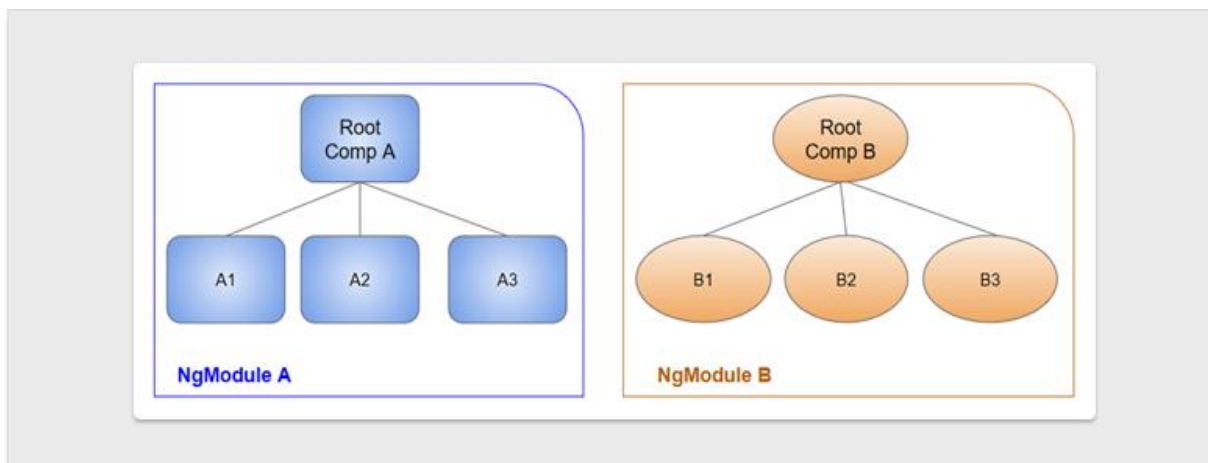 Root
Comp A
A1
A2
A3
NgModule A
Root
Comp B
B1
B2
B3
NgModule B